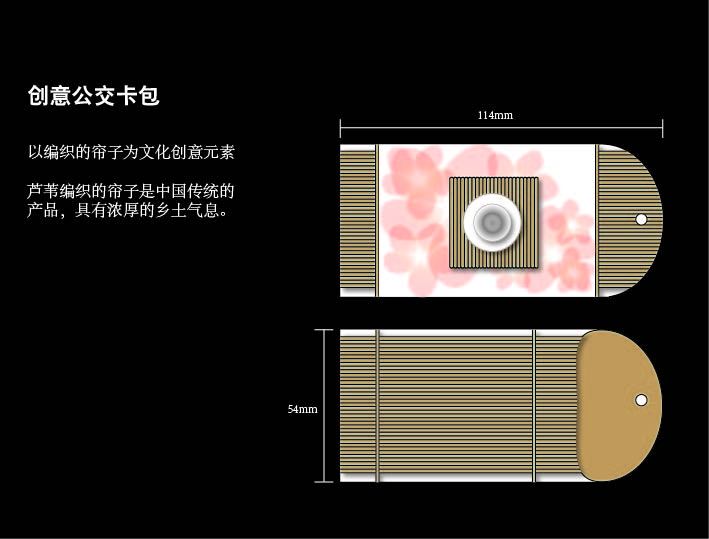 创意公交卡包
以编织的帘子为文化创意元素
芦苇编织的帘子是中国传统的
产品，具有浓厚的乡土气息。
114mm
54mm